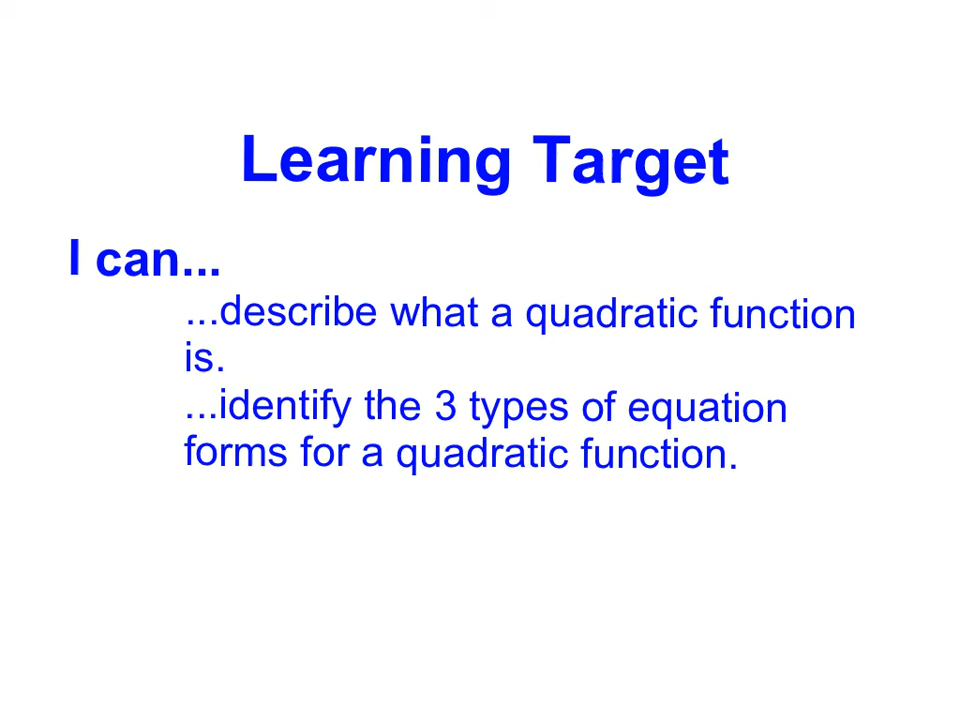 Learning Target
I can...
...describe what a quadratic function
is.
...identify the 3 types of equation
forms for a quadratic function.